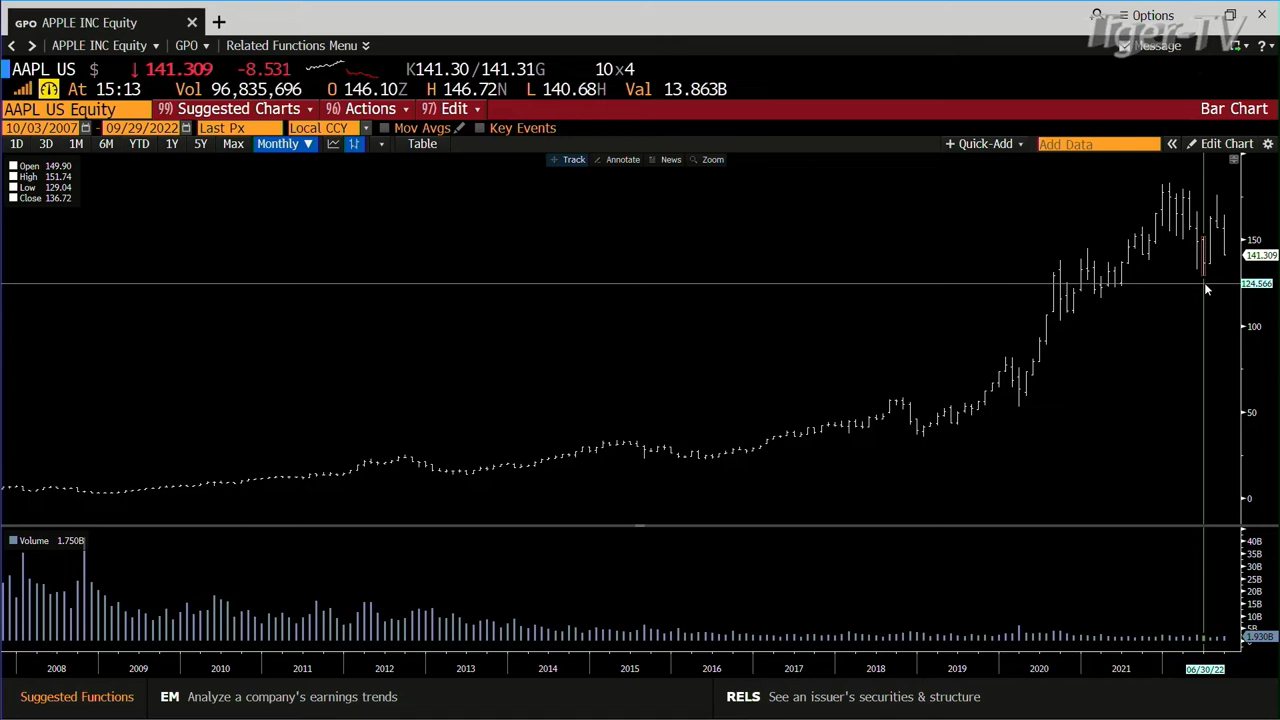 GPO APPLE INC Equity
Options
APPLE INC Equity GPO Related Functions Menu
Message
Tiger-TV
AAPL US $ ↓ 141.309 -8.531 K141.30/141.31G 10x4
At 15:13 Vol 96,835,696 O 146.10Z H 146.72N L 140.68H Val 13.863B
AAPL US Equity 99) Suggested Charts 96) Actions 97) Edit Bar Chart
10/03/2007 - 09/29/2022 Last Px Local CCY Mov Avgs Key Events
1D 3D 1M 6M YTD 1Y 5Y Max Monthly ▼ Table + Quick-Add Add Data « Edit Chart
Track Annotate News Zoom
Open 149.90
High 151.74
Low 129.04
Close 136.72
150
141.309
124.566
100
50
0
Volume 1.750B
40B
35B
30B
25B
20B
15B
10B
5B
1.930B
0
2008 2009 2010 2011 2012 2013 2014 2015 2016 2017 2018 2019 2020 2021 06/30/22
Suggested Functions EM Analyze a company's earnings trends RELS See an issuer's securities & structure